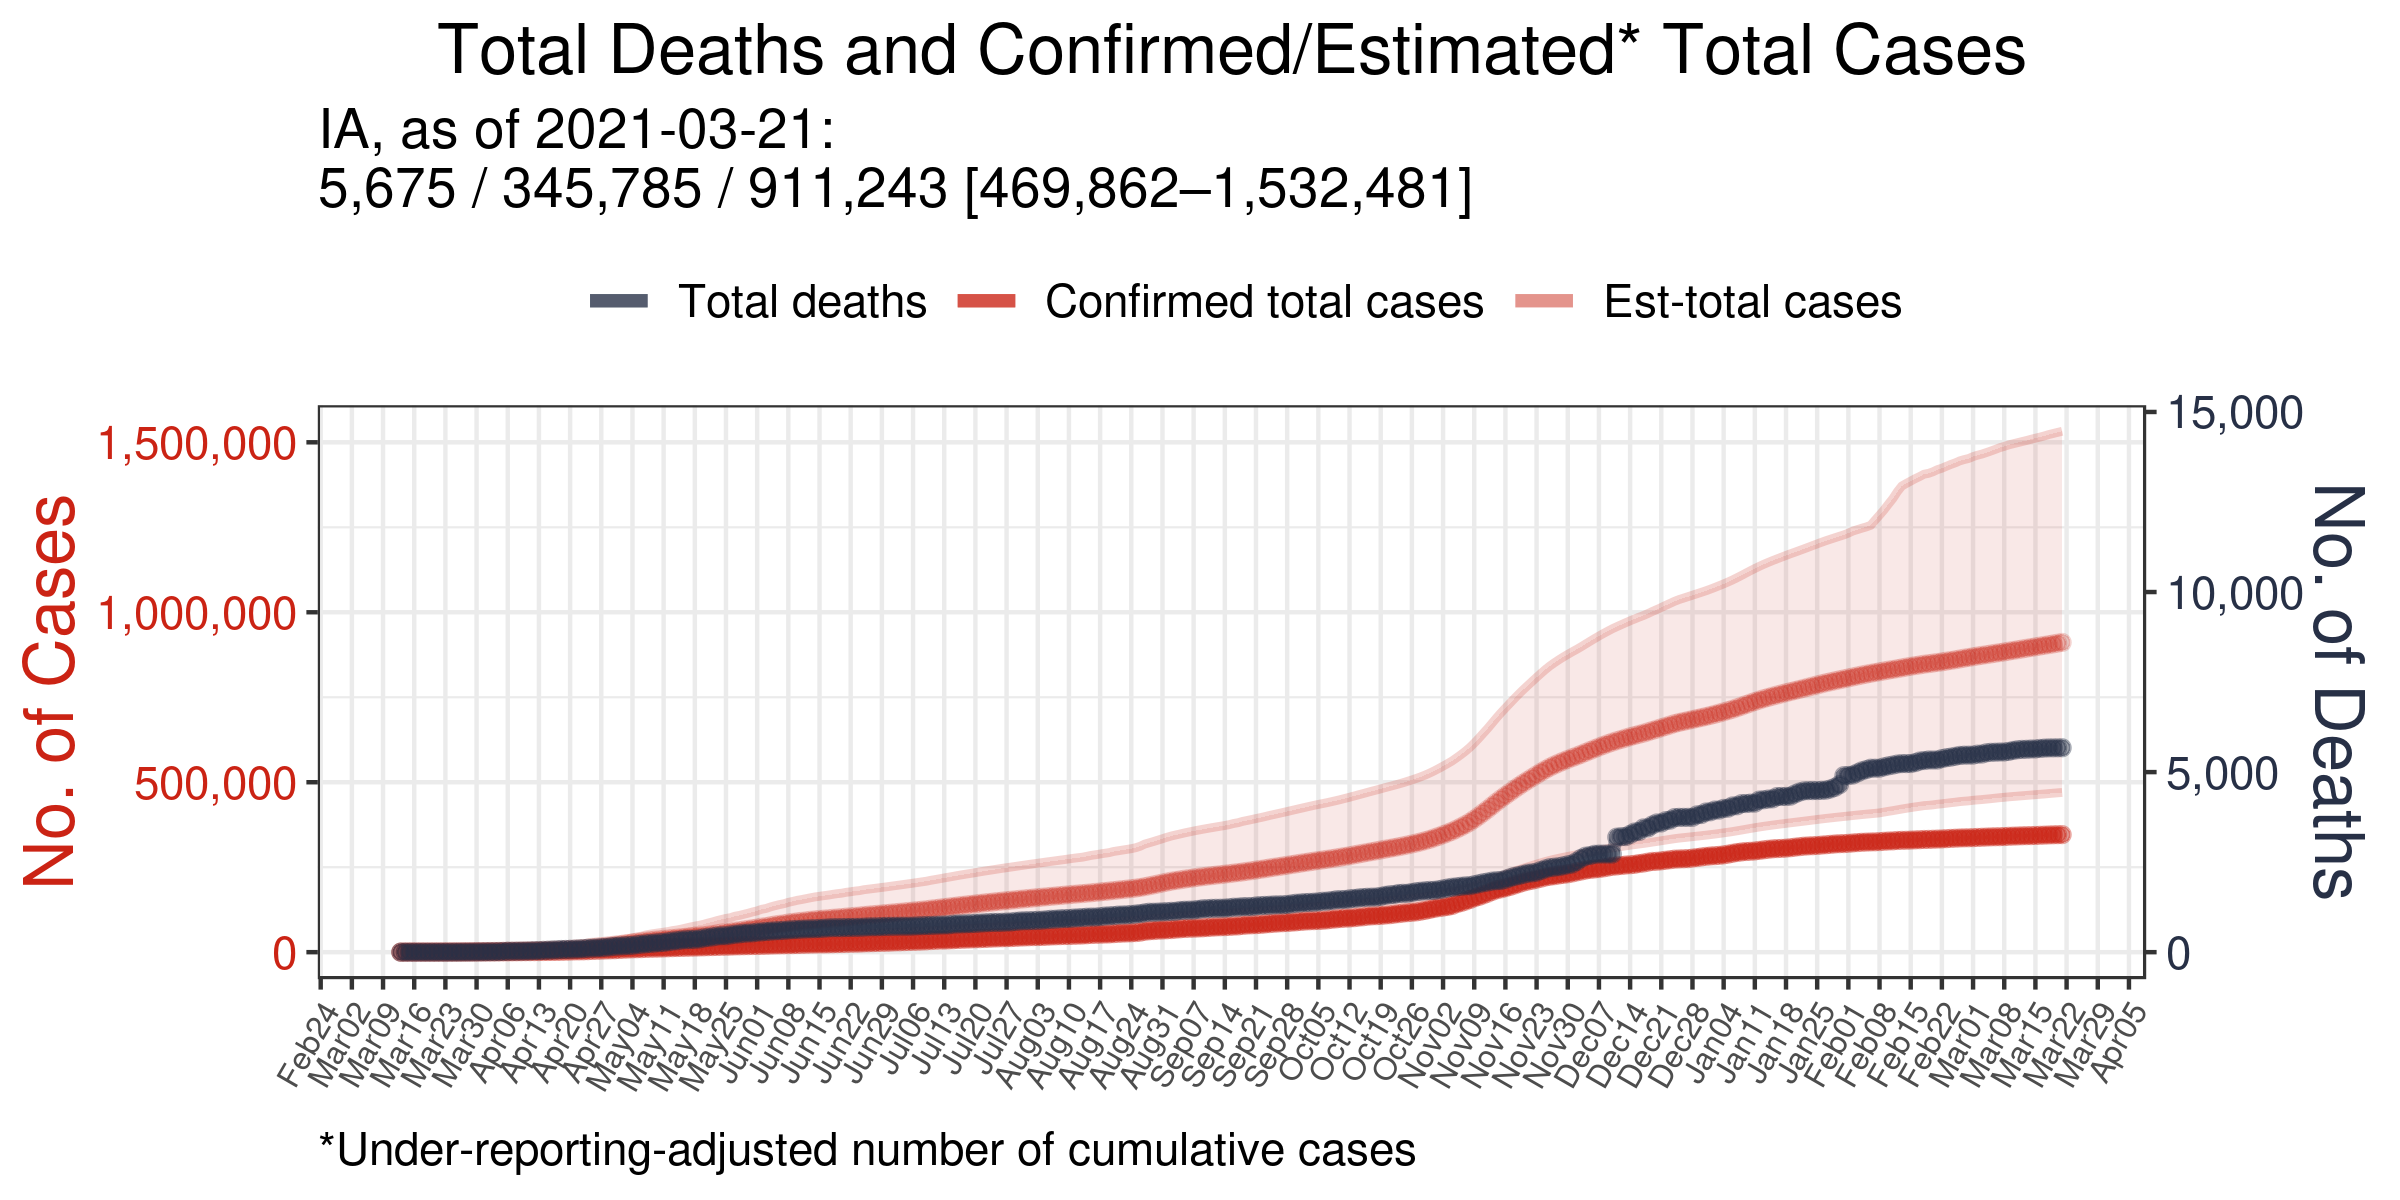 Total Deaths and Confirmed/Estimated* Total Cases
IA, as of 2021-03-21:
5,675 / 345,785 / 911,243 [469,862–1,532,481]
Total deaths
Confirmed total cases
Est-total cases
No. of Cases
1,500,000
1,000,000
500,000
0
15,000
10,000
5,000
0
No. of Deaths
Feb24
Mar02
Mar09
Mar16
Mar23
Mar30
Apr06
Apr13
Apr20
Apr27
May04
May11
May18
May25
Jun01
Jun08
Jun15
Jun22
Jun29
Jul06
Jul13
Jul20
Jul27
Aug03
Aug10
Aug17
Aug24
Aug31
Sep07
Sep14
Sep21
Sep28
Oct05
Oct12
Oct19
Oct26
Nov02
Nov09
Nov16
Nov23
Nov30
Dec07
Dec14
Dec21
Dec28
Jan04
Jan11
Jan18
Jan25
Feb01
Feb08
Feb15
Feb22
Mar01
Mar08
Mar15
Mar22
Mar29
Apr05
*Under-reporting-adjusted number of cumulative cases